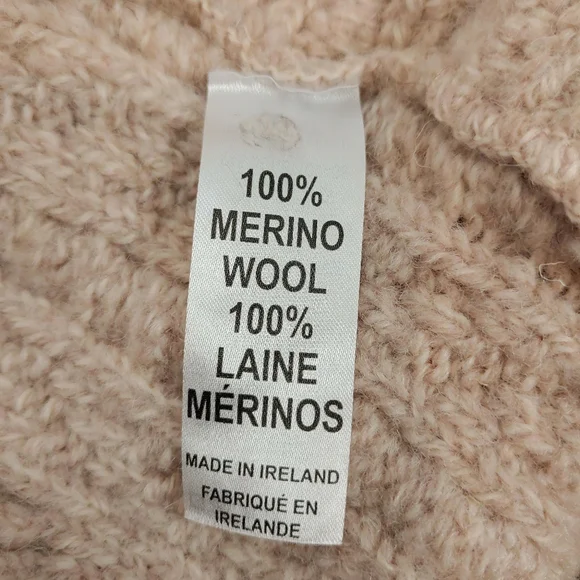 100%
MERINO
WOOL
100%
LAINE
MÉRINOS
MADE IN IRELAND
FABRIQUÉ EN
IRELANDE